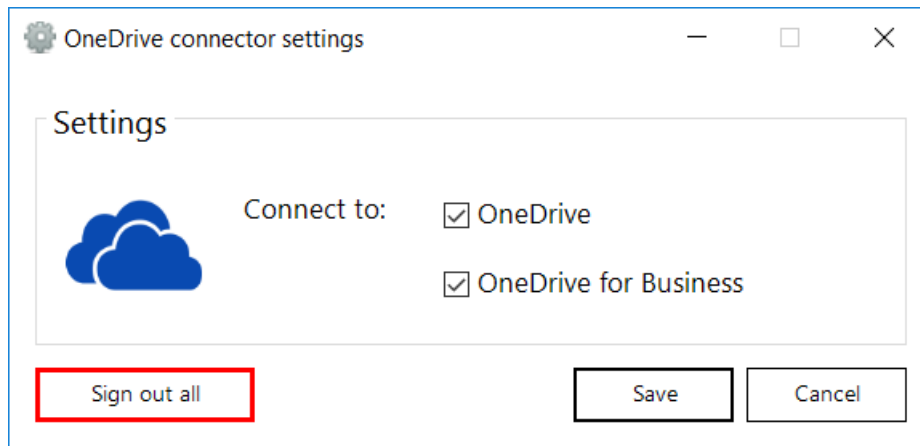 OneDrive connector settings
Settings
Connect to:
OneDrive
OneDrive for Business
Sign out all
Save
Cancel